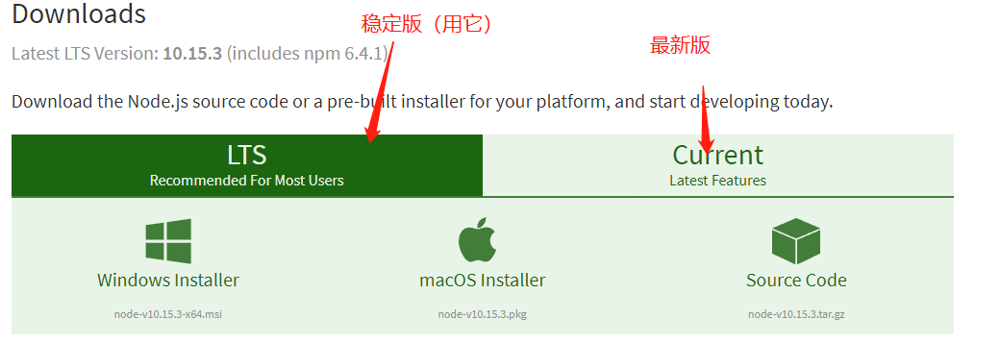 Downloads
稳定版（用它）
Latest LTS Version: 10.15.3 (includes npm 6.4.1)
最新版
Download the Node.js source code or a pre-built installer for your platform, and start developing today.
LTS
Recommended For Most Users
Current
Latest Features
Windows Installer
node-v10.15.3-x64.msi
macOS Installer
node-v10.15.3.pkg
Source Code
node-v10.15.3.tar.gz